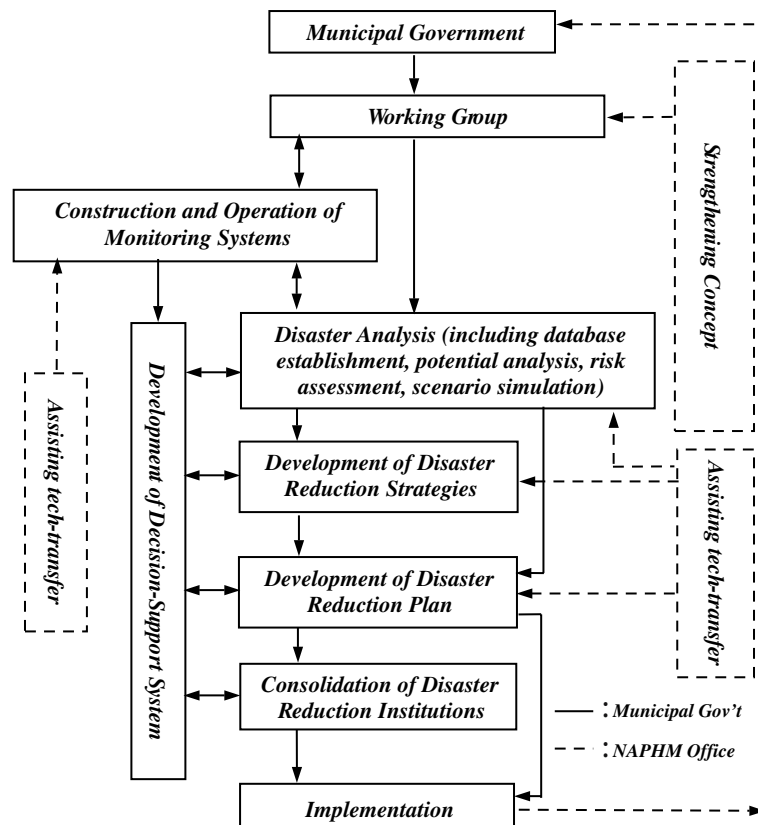 Municipal Government
Working Group
Strengthening Concept
Construction and Operation of
Monitoring Systems
Disaster Analysis (including database
establishment, potential analysis, risk
assessment, scenario simulation)
Assisting tech-transfer
Development of Decision-Support System
Development of Disaster
Reduction Strategies
Assisting tech-transfer
Development of Disaster
Reduction Plan
Consolidation of Disaster
Reduction Institutions
: Municipal Gov't
: NAPHM Office
Implementation